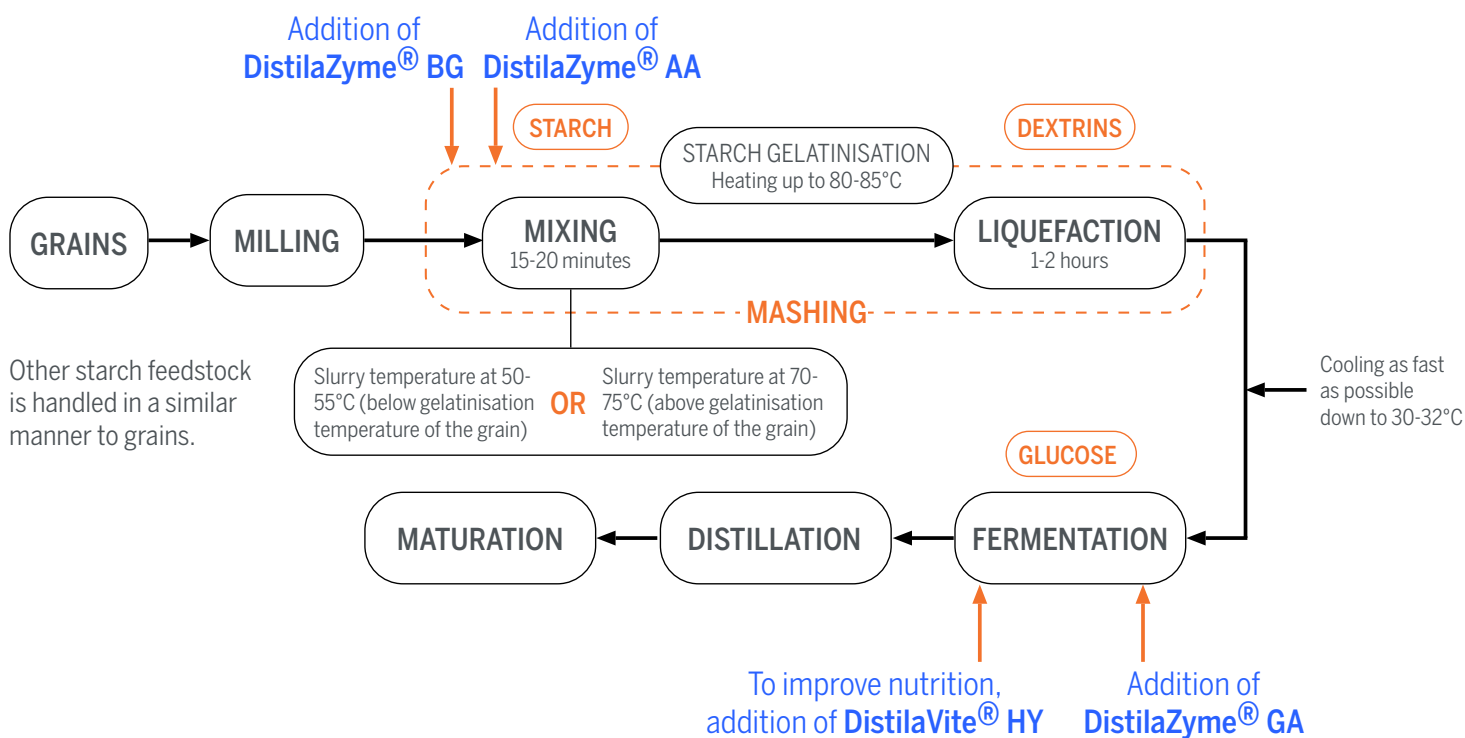 Addition of
DistilaZyme® BG
Addition of
DistilaZyme® AA
STARCH
DEXTRINS
STARCH GELATINISATION
Heating up to 80-85°C
GRAINS
MILLING
MIXING
15-20 minutes
LIQUEFACTION
1-2 hours
MASHING
Other starch feedstock
is handled in a similar
manner to grains.
Slurry temperature at 50-
55°C (below gelatinisation
temperature of the grain)
OR
Slurry temperature at 70-
75°C (above gelatinisation
temperature of the grain)
Cooling as fast
as possible
down to 30-32°C
GLUCOSE
MATURATION
DISTILLATION
FERMENTATION
To improve nutrition,
addition of DistilaVite® HY
Addition of
DistilaZyme® GA